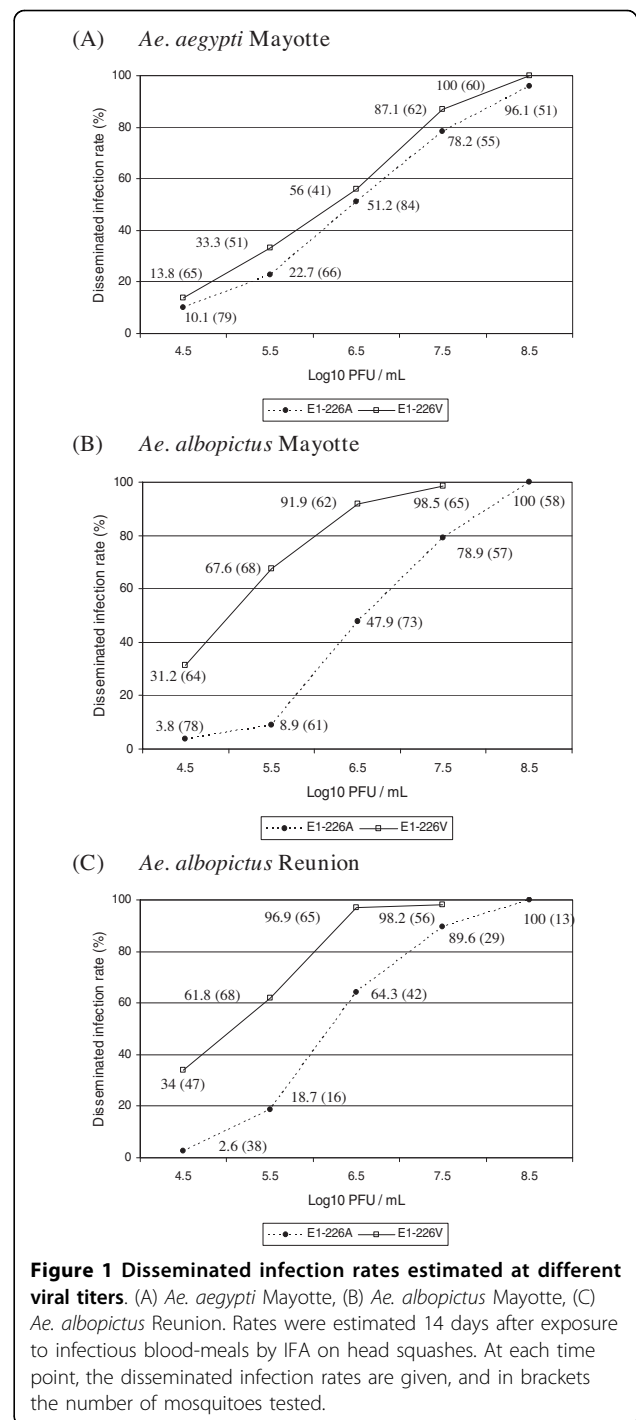 (A) Ae. aegypti Mayotte
Disseminated infection rate (%)
100
80
60
40
20
0
13.8 (65)
10.1 (79)
33.3 (51)
22.7 (66)
56 (41)
51.2 (84)
87.1 (62)
78.2 (55)
100 (60)
96.1 (51)
4.5 5.5 6.5 7.5 8.5
Log10 PFU / mL
E1-226A E1-226V
(B) Ae. albopictus Mayotte
Disseminated infection rate (%)
100
80
60
40
20
0
31.2 (64)
3.8 (78)
67.6 (68)
8.9 (61)
91.9 (62)
47.9 (73)
98.5 (65)
78.9 (57)
100 (58)
4.5 5.5 6.5 7.5 8.5
Log10 PFU / mL
E1-226A E1-226V
(C) Ae. albopictus Reunion
Disseminated infection rate (%)
100
80
60
40
20
0
34 (47)
2.6 (38)
61.8 (68)
18.7 (16)
96.9 (65)
64.3 (42)
98.2 (56)
89.6 (29)
100 (13)
4.5 5.5 6.5 7.5 8.5
Log10 PFU / mL
E1-226A E1-226V
Figure 1 Disseminated infection rates estimated at different
viral titers. (A) Ae. aegypti Mayotte, (B) Ae. albopictus Mayotte, (C)
Ae. albopictus Reunion. Rates were estimated 14 days after exposure
to infectious blood-meals by IFA on head squashes. At each time
point, the disseminated infection rates are given, and in brackets
the number of mosquitoes tested.